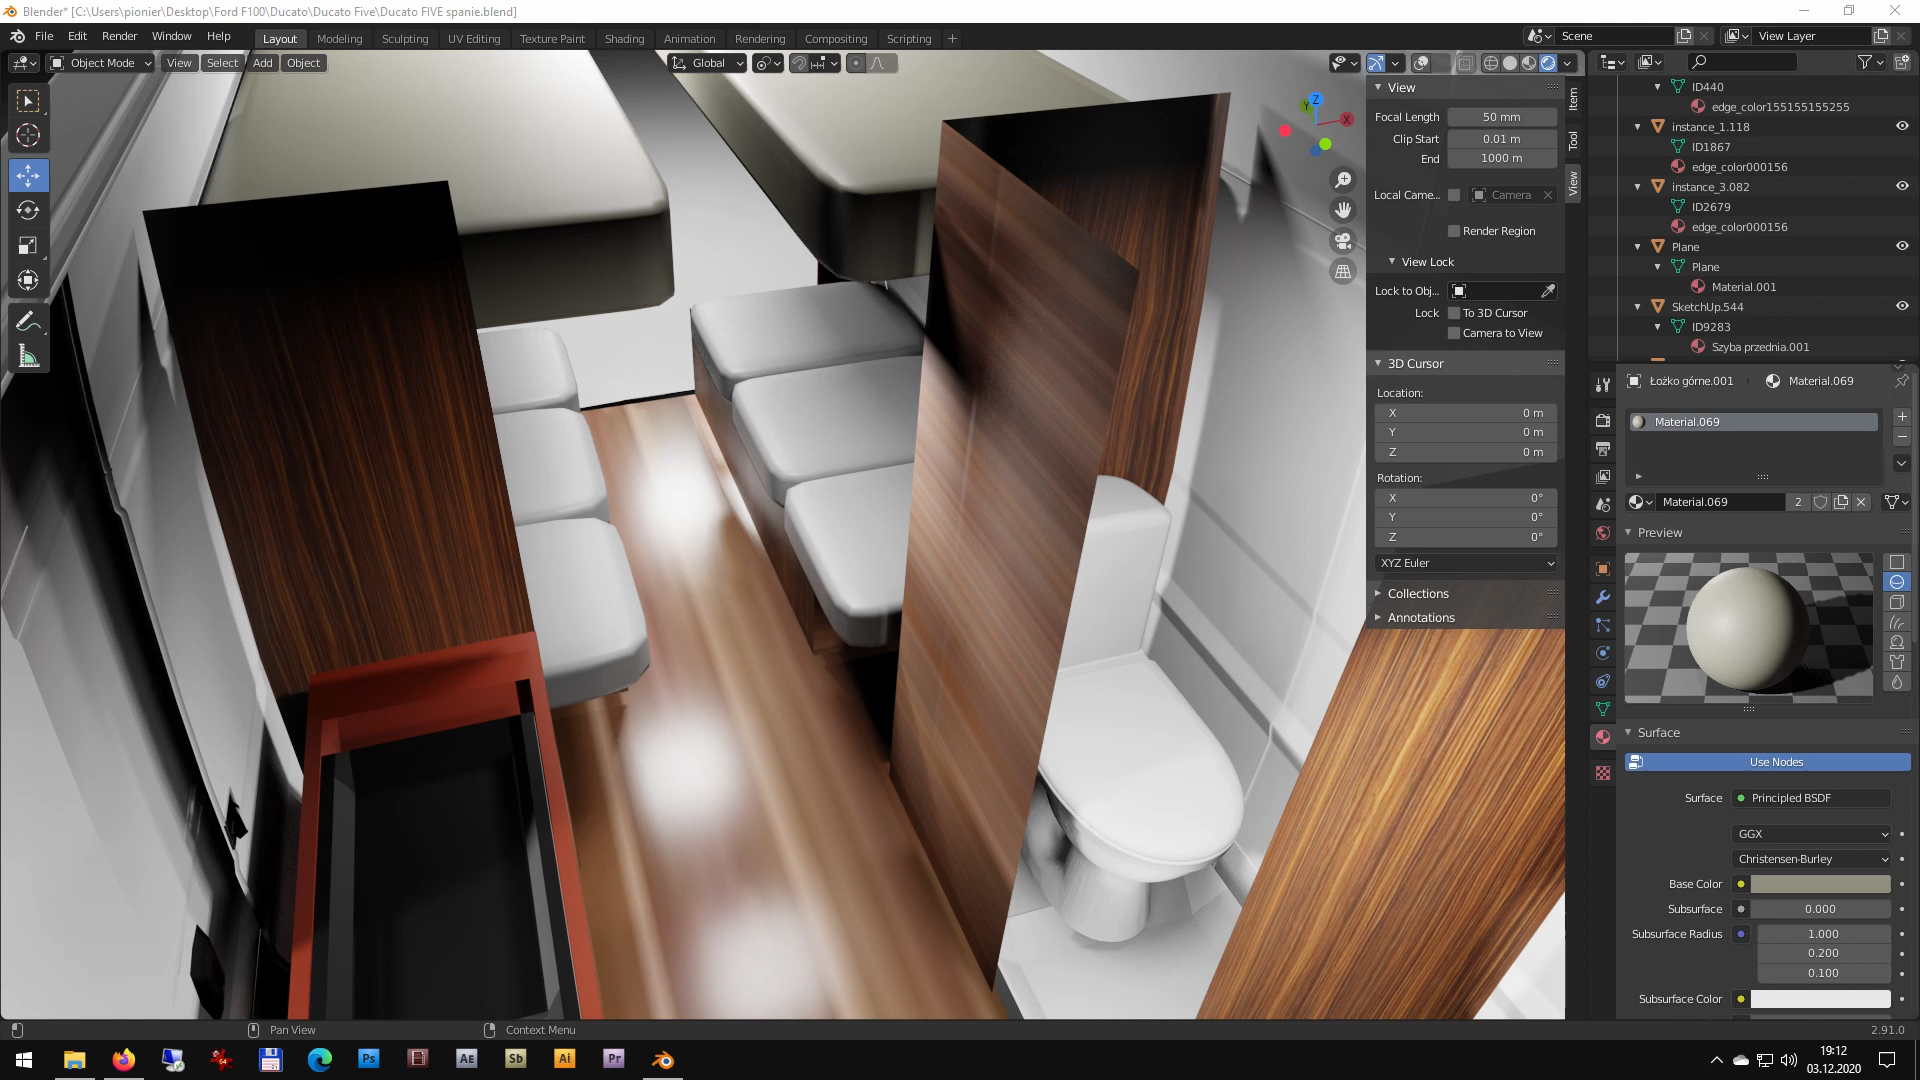 Blender* [C:\Users\pionier\Desktop\Ford F100\Ducato\Ducato Five\Ducato FIVE spanie.blend]
File Edit Render Window Help Layout Modeling Sculpting UV Editing Texture Paint Shading Animation Rendering Compositing Scripting + Scene View Layer
Object Mode View Select Add Object Global
View
Focal Length 50 mm
Clip Start 0.01 m
End 1000 m
Local Came... Camera
Render Region
View Lock
Lock to Obj...
Lock To 3D Cursor
Camera to View
3D Cursor
Location:
X 0 m
Y 0 m
Z 0 m
Rotation:
X 0°
Y 0°
Z 0°
XYZ Euler
Collections
Annotations
Item
Tool
View
Z
Y
X
ID440
edge_color155155155255
instance_1.118
ID1867
edge_color000156
instance_3.082
ID2679
edge_color000156
Plane
Plane
Material.001
SketchUp.544
ID9283
Szyba przednia.001
Łożko górne.001 Material.069
Material.069
Material.069 2
Preview
Surface
Use Nodes
Surface Principled BSDF
GGX
Christensen-Burley
Base Color
Subsurface 0.000
Subsurface Radius 1.000
0.200
0.100
Subsurface Color
Pan View Context Menu 2.91.0
64 Ps AE Sb Ai Pr
19:12
03.12.2020